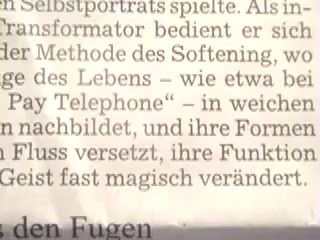 n Selbstporträts spielte. Als in-
Transformator bedient er sich
der Methode des Softening, wo
ge des Lebens – wie etwa bei
Pay Telephone“ – in weichen
n nachbildet, und ihre Formen
n Fluss versetzt, ihre Funktion
Geist fast magisch verändert.
s den Fugen